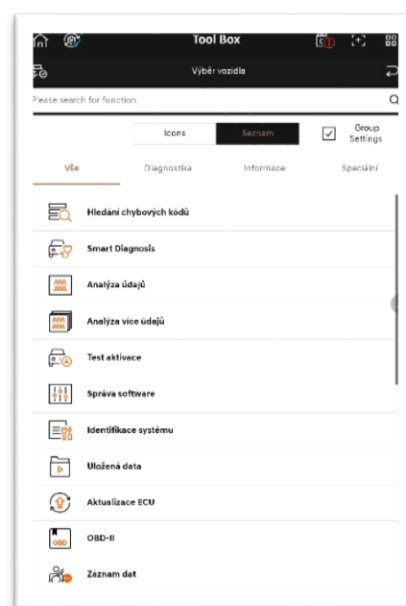 Tool Box
Výběr vozidla
Please search for function
Icons
Seznam
Group
Settings
Vše
Diagnostika
Informace
Speciální
Hledání chybových kódů
Smart Diagnosis
Analýza údajů
Analýza více údajů
Test aktivace
Správa software
Identifikace systému
Uložená data
Aktualizace ECU
OBD
OBD-II
Záznam dat